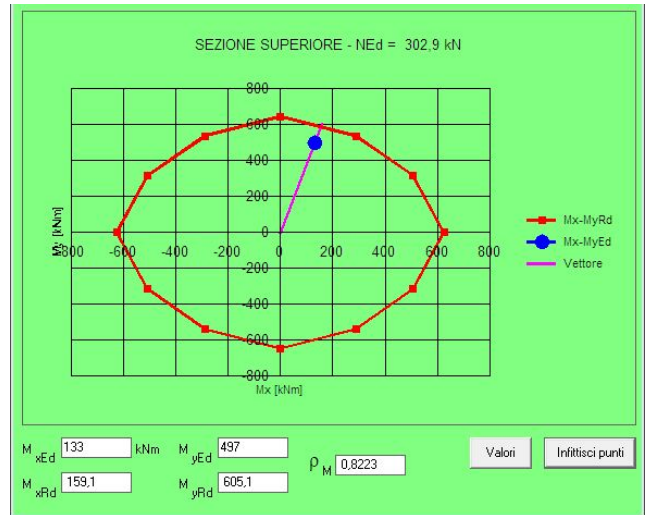 SEZIONE SUPERIORE - NEd = 302,9 kN
800
600
400
200
0
-800 -600 -400 -200 0 200 400 600 800
-200
-400
-600
-800
Mx [kNm]
Mx-MyRd
Mx-MyEd
Vettore
M xEd 133 kNm M yEd 497
ρ M 0,8223
Valori
Infittisci punti
M xRd 159,1 M yRd 605,1